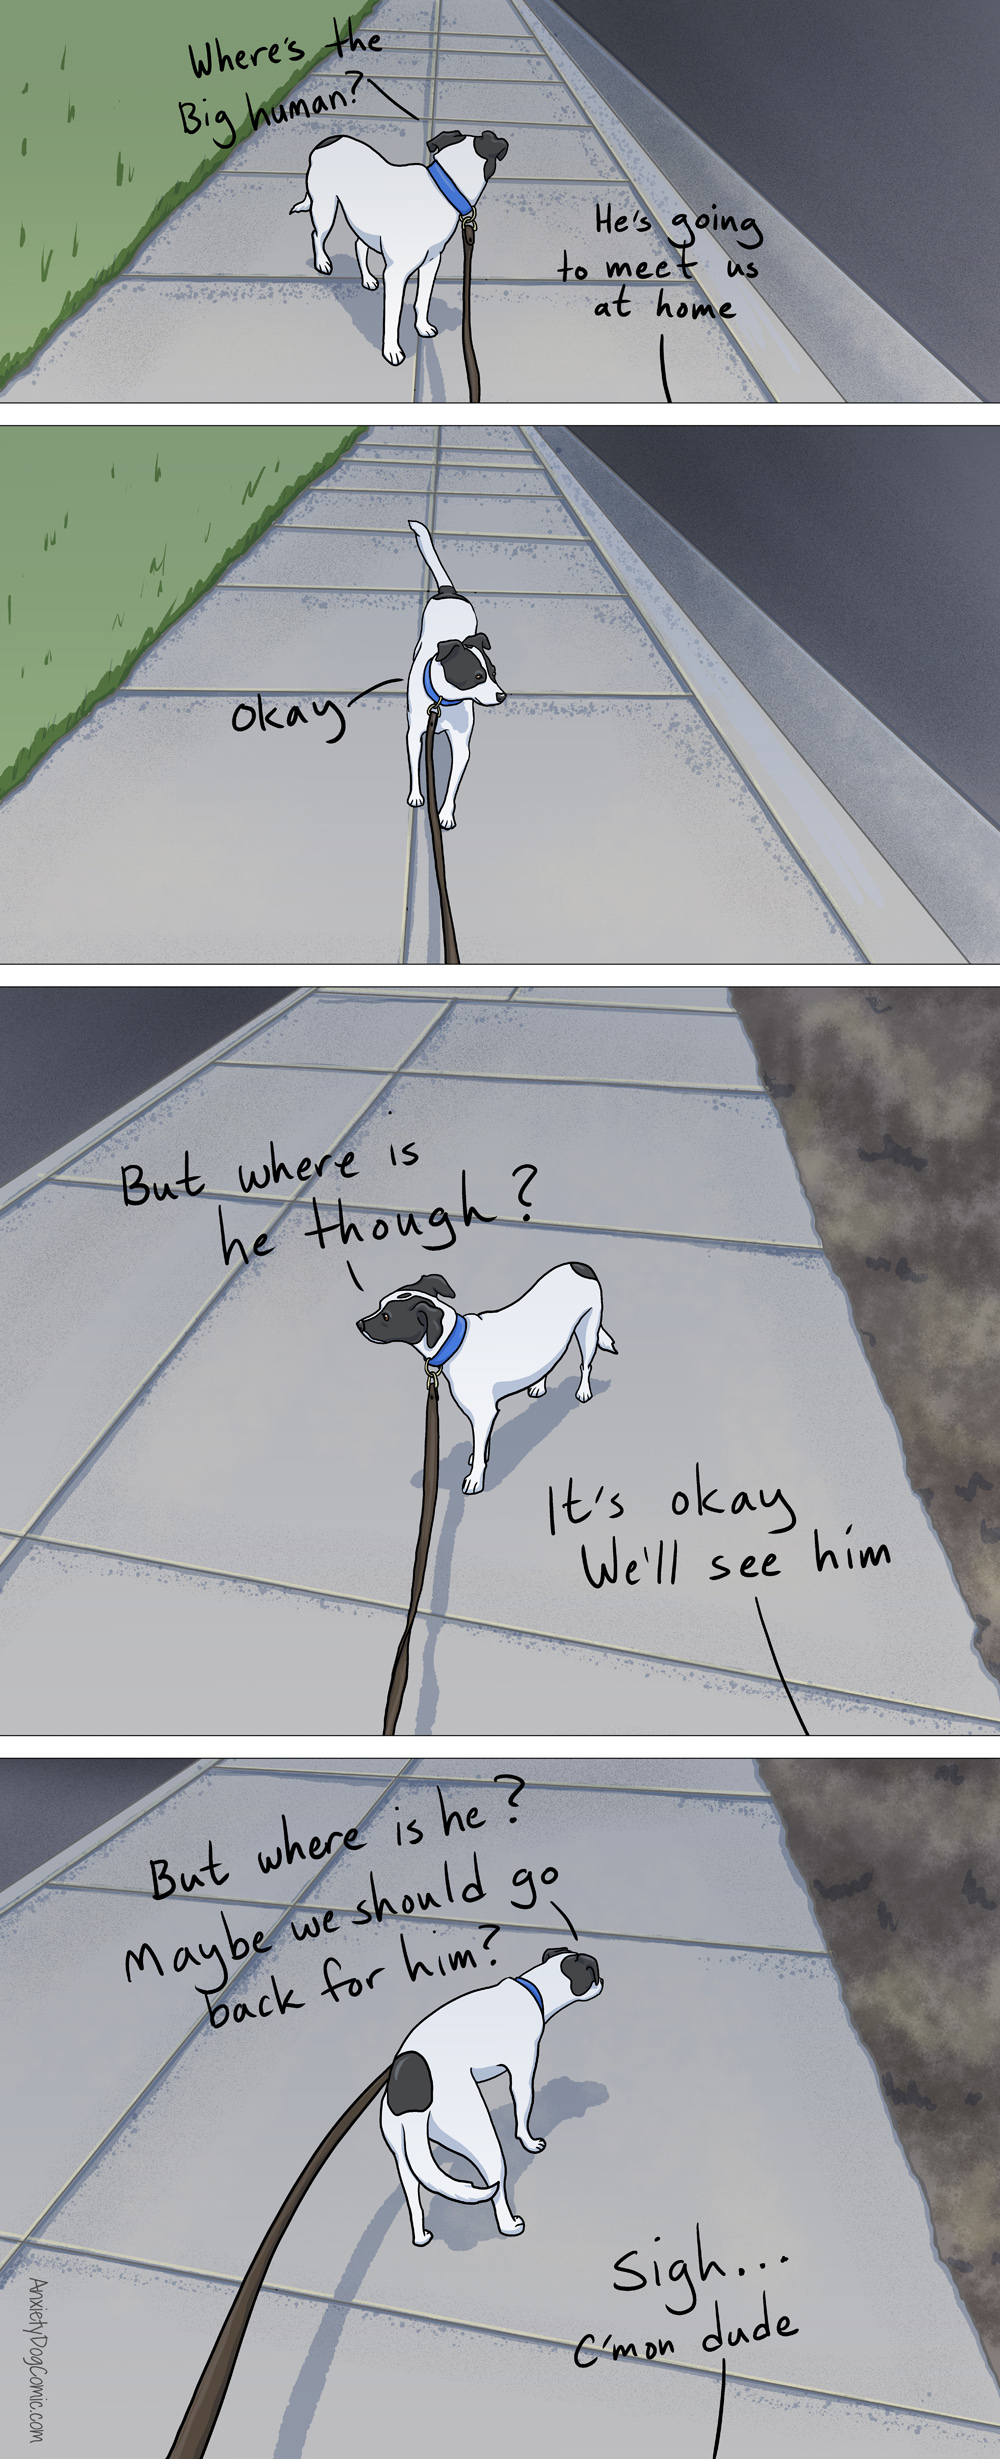 Where's the
Big human?
He's going
to meet us
at home
Okay
But where is
he though?
It's okay
We'll see him
But where is he?
Maybe we should go
back for him?
Sigh...
C'mon dude
AnxietyDogComic.com